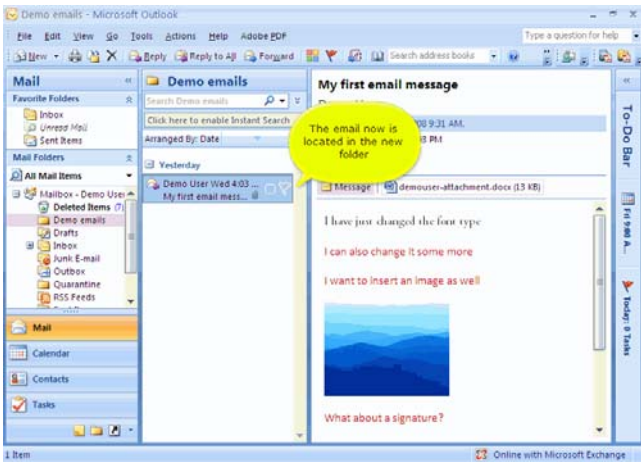 Demo emails - Microsoft Outlook
File Edit View Go Tools Actions Help Adobe PDF
Type a question for help
New Reply Reply to All Forward Search address books
Mail
Favorite Folders
Inbox
Unread Mail
Sent Items
Mail Folders
All Mail Items
Mailbox - Demo User
Deleted Items (7)
Demo emails
Drafts
Inbox
Junk E-mail
Outbox
Quarantine
RSS Feeds
Mail
Calendar
Contacts
Tasks
1 Item
Demo emails
Search Demo emails
Click here to enable Instant Search
Arranged By: Date
Yesterday
Demo User Wed 4:03 ...
My first email mess...
The email now is
located in the new
folder
My first email message
9:31 AM.
PM
Message demouser-attachment.docx (13 KB)
I have just changed the font type
I can also change it some more
I want to insert an image as well
What about a signature?
To-Do Bar
Fri 9:00 A...
Today: 0 Tasks
Online with Microsoft Exchange